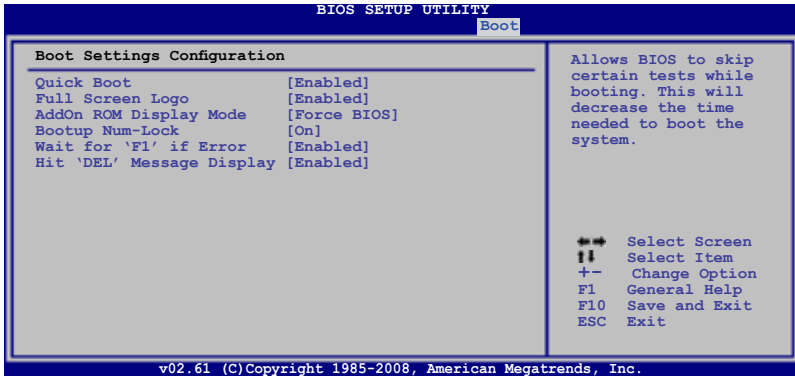 BIOS SETUP UTILITY
Boot
Boot Settings Configuration
Quick Boot [Enabled]
Full Screen Logo [Enabled]
AddOn ROM Display Mode [Force BIOS]
Bootup Num-Lock [On]
Wait for ‘F1’ if Error [Enabled]
Hit ‘DEL’ Message Display [Enabled]
Allows BIOS to skip
certain tests while
booting. This will
decrease the time
needed to boot the
system.
←→ Select Screen
↑↓ Select Item
+- Change Option
F1 General Help
F10 Save and Exit
ESC Exit
v02.61 (C)Copyright 1985-2008, American Megatrends, Inc.